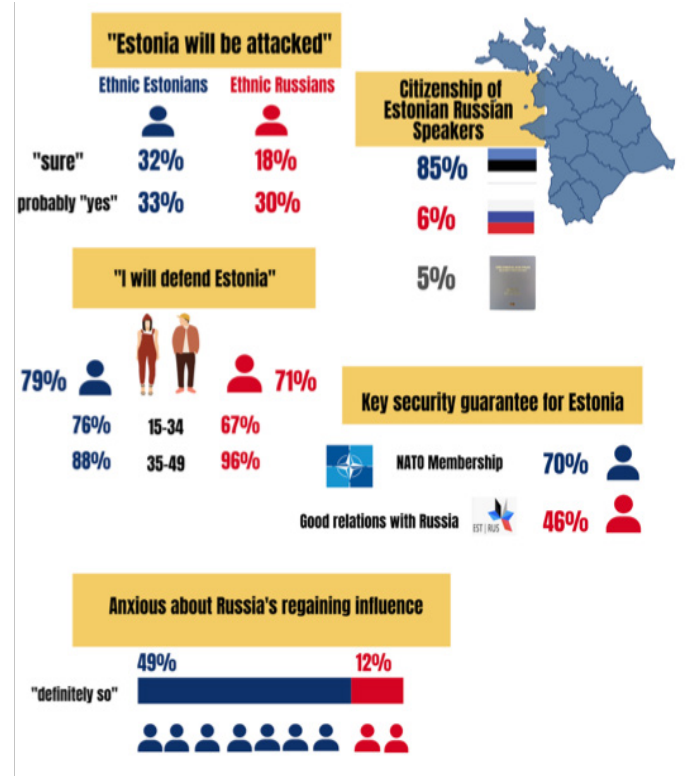 "Estonia will be attacked"
Ethnic Estonians Ethnic Russians
"sure" 32% 18%
probably "yes" 33% 30%
Citizenship of
Estonian Russian
Speakers
85%
6%
5%
"I will defend Estonia"
79% 71%
76% 15-34 67%
88% 35-49 96%
Key security guarantee for Estonia
NATO Membership 70%
Good relations with Russia EST | RUS 46%
Anxious about Russia's regaining influence
49% 12%
"definitely so"